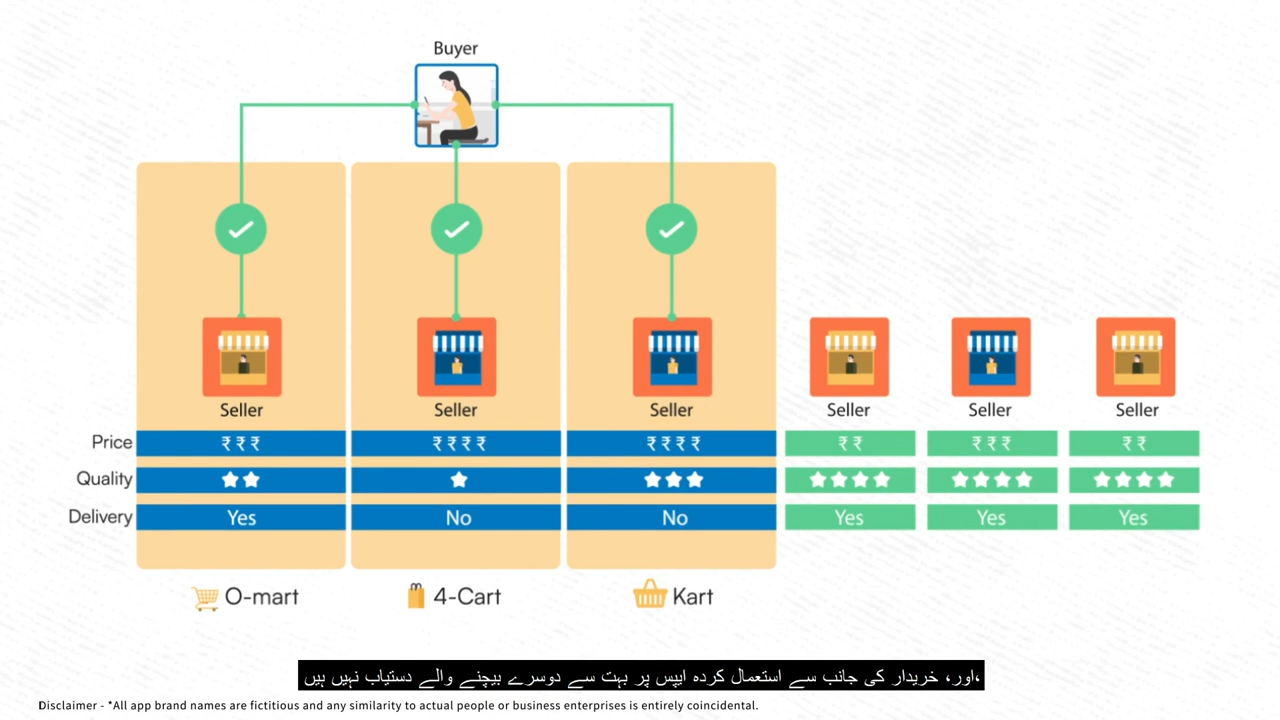 Buyer
Seller Seller Seller Seller Seller Seller
Price ₹ ₹ ₹ ₹ ₹ ₹ ₹ ₹ ₹ ₹ ₹ ₹ ₹ ₹ ₹ ₹ ₹ ₹
Quality
Delivery Yes No No Yes Yes Yes
O-mart 4-Cart Kart
اور، خریدار کی جانب سے استعمال کردہ ایپس پر بہت سے دوسرے بیچنے والے دستیاب نہیں ہیں،
Disclaimer - *All app brand names are fictitious and any similarity to actual people or business enterprises is entirely coincidental.